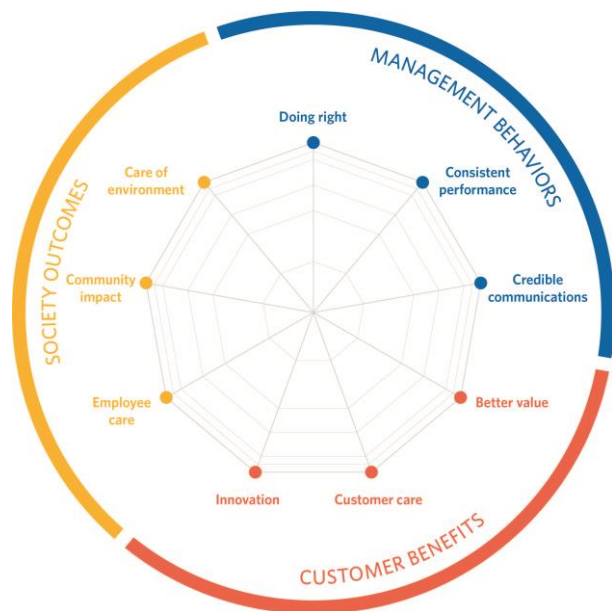 MANAGEMENT BEHAVIORS
Doing right
Consistent
performance
Credible
communications
Better value
Customer care
Innovation
CUSTOMER BENEFITS
Employee
care
Community
impact
Care of
environment
SOCIETY OUTCOMES